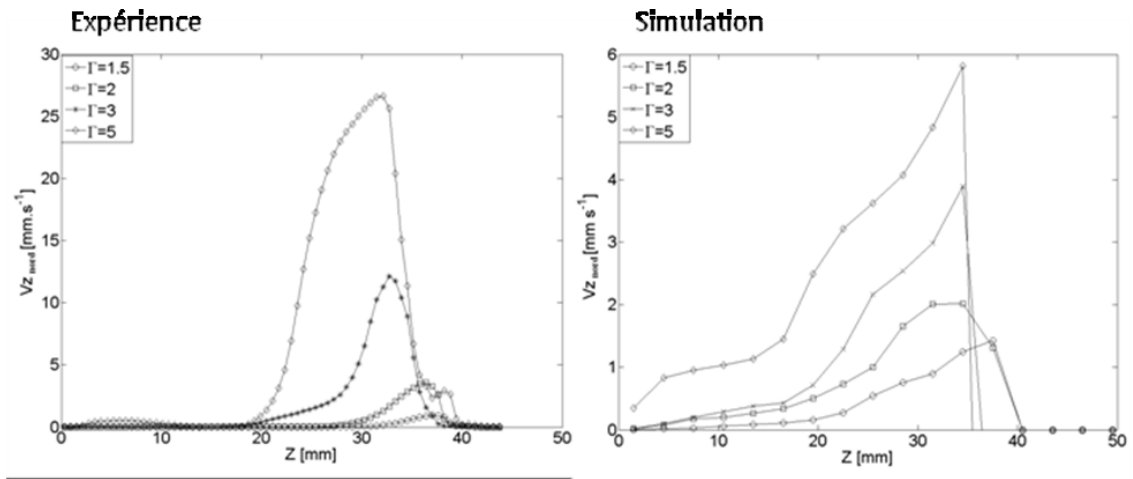 Expérience
Simulation
30
25
20
15
10
5
0
Γ=1.5
Γ=2
Γ=3
Γ=5
Vz nord [mm.s-1]
0 10 20 30 40 50
Z [mm]
6
5
4
3
2
1
0
Γ=1.5
Γ=2
Γ=3
Γ=5
Vz nord [mm s-1]
0 10 20 30 40 50
Z [mm]